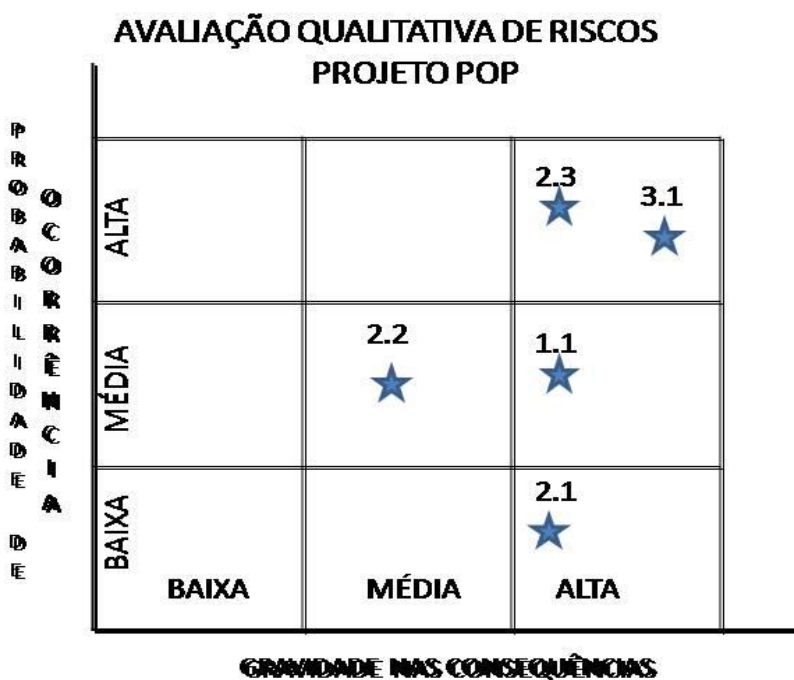 AVALIAÇÃO QUALITATIVA DE RISCOS
PROJETO POP
PROBABILIDADE DE
OCORRÊNCIA
ALTA
2.3
3.1
MÉDIA
2.2
1.1
BAIXA
2.1
BAIXA
MÉDIA
ALTA
GRAVIDADE NAS CONSEQUÊNCIAS